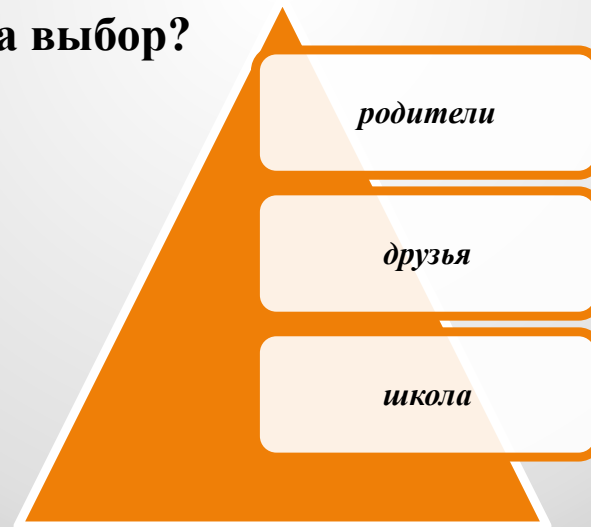 а выбор?
родители
друзья
школа